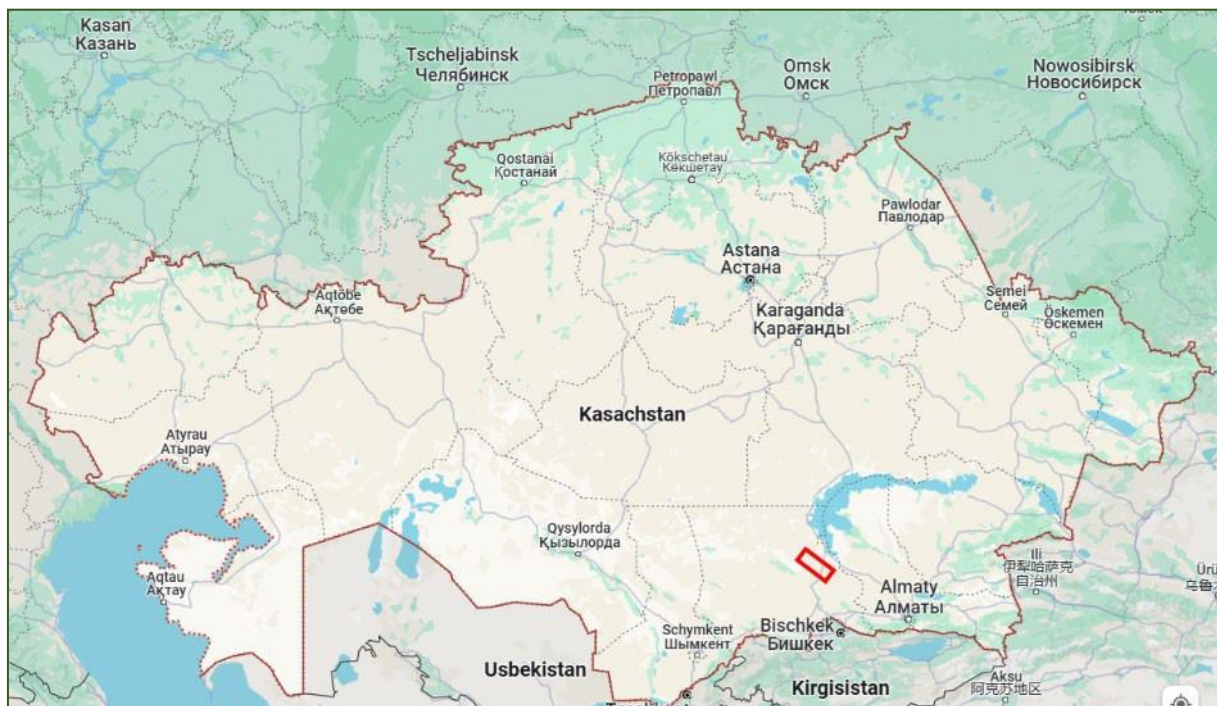 Kasan
Казань
Tscheljabinsk
Челябинск
Petropawl
Петропавл
Omsk
Омск
Nowosibirsk
Новосибирск
Qostanai
Қостанай
Kökschetau
Көкшетау
Pawlodar
Павлодар
Astana
Астана
Semei
Семей
Öskemen
Өскемен
Aqtöbe
Ақтөбе
Karaganda
Қарағанды
Kasachstan
Atyrau
Атырау
Qysylorda
Қызылорда
Ili
伊犁哈萨克
自治州
Aqtau
Ақтау
Almaty
Алматы
Schymkent
Шымкент
Bischkek
Бишкек
Usbekistan
Kirgisistan
Aksu
阿克苏地区